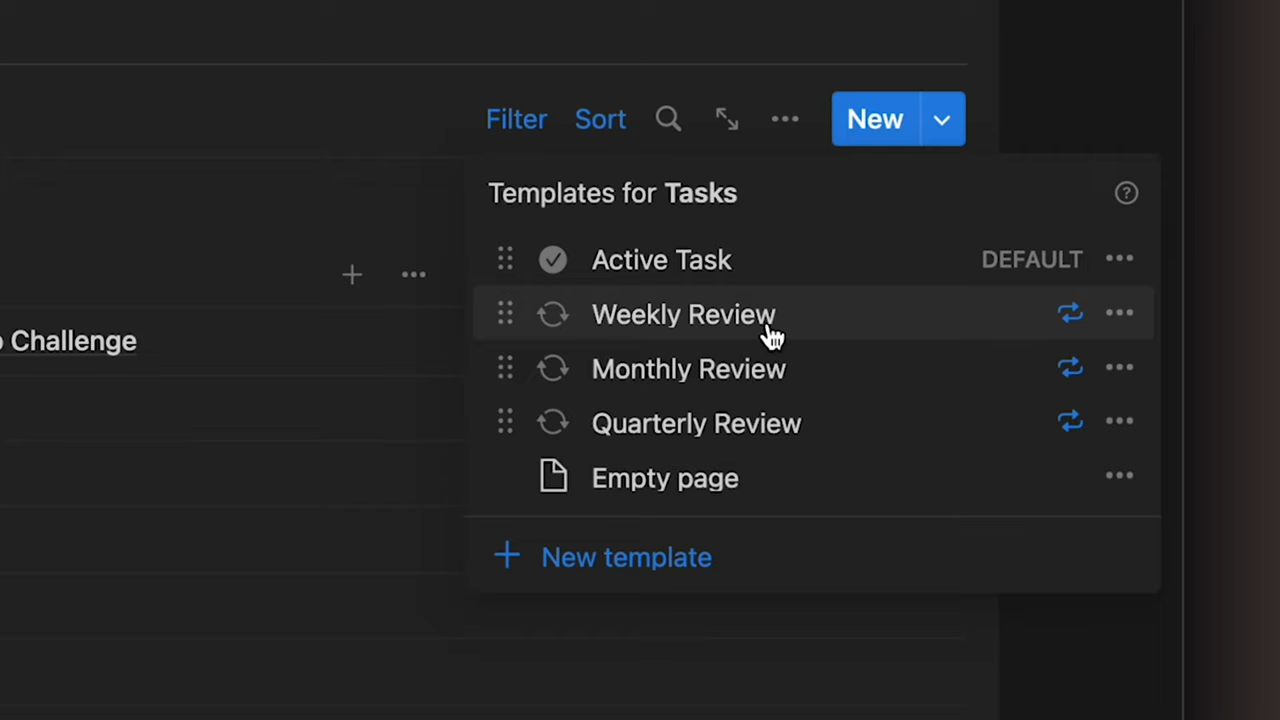 Filter Sort New
Templates for Tasks
Active Task DEFAULT
Weekly Review
Challenge
Monthly Review
Quarterly Review
Empty page
New template